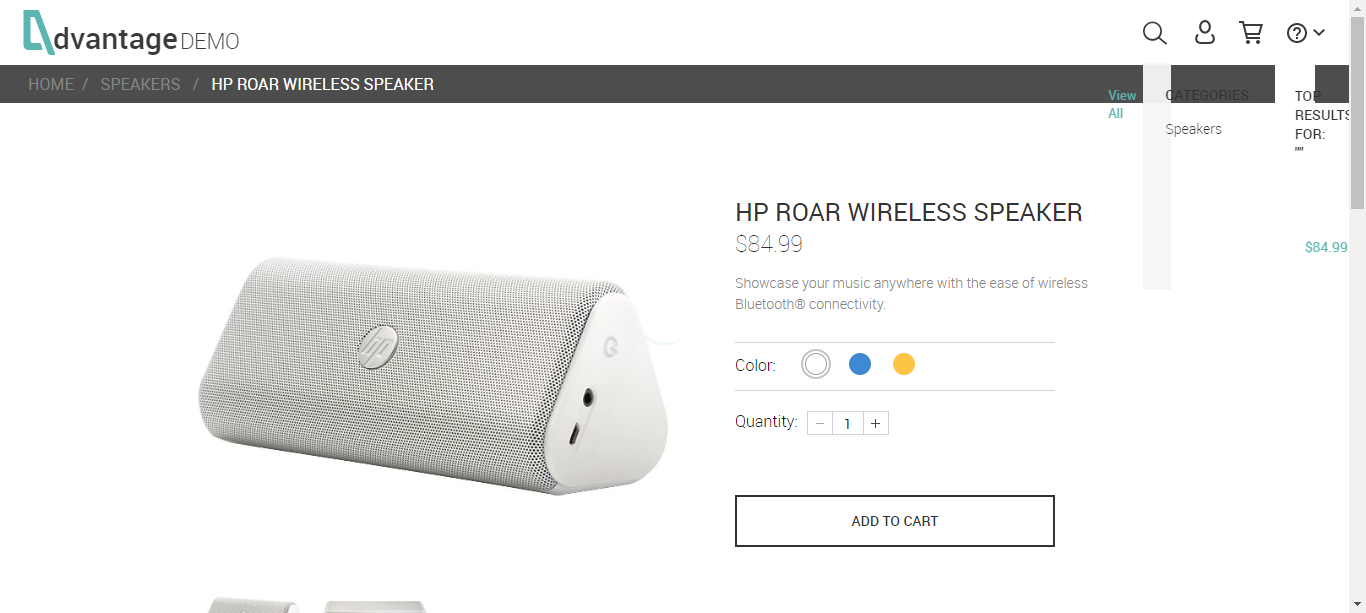 dvantage DEMO
HOME / SPEAKERS / HP ROAR WIRELESS SPEAKER
View
All
CATEGORIES
Speakers
TOP
RESULTS
FOR:
""
$84.99
HP ROAR WIRELESS SPEAKER
$84.99
Showcase your music anywhere with the ease of wireless
Bluetooth® connectivity.
Color:
Quantity: − 1 +
ADD TO CART
hp